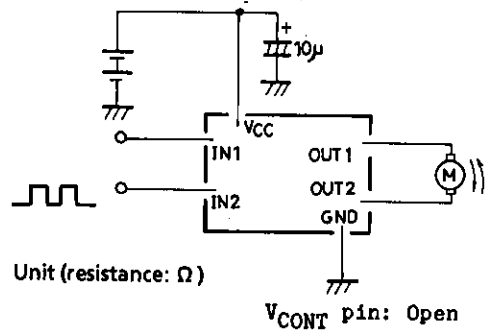 +
10μ
VCC
IN1
OUT1
M
IN2
OUT2
GND
Unit (resistance: Ω)
VCONT pin: Open